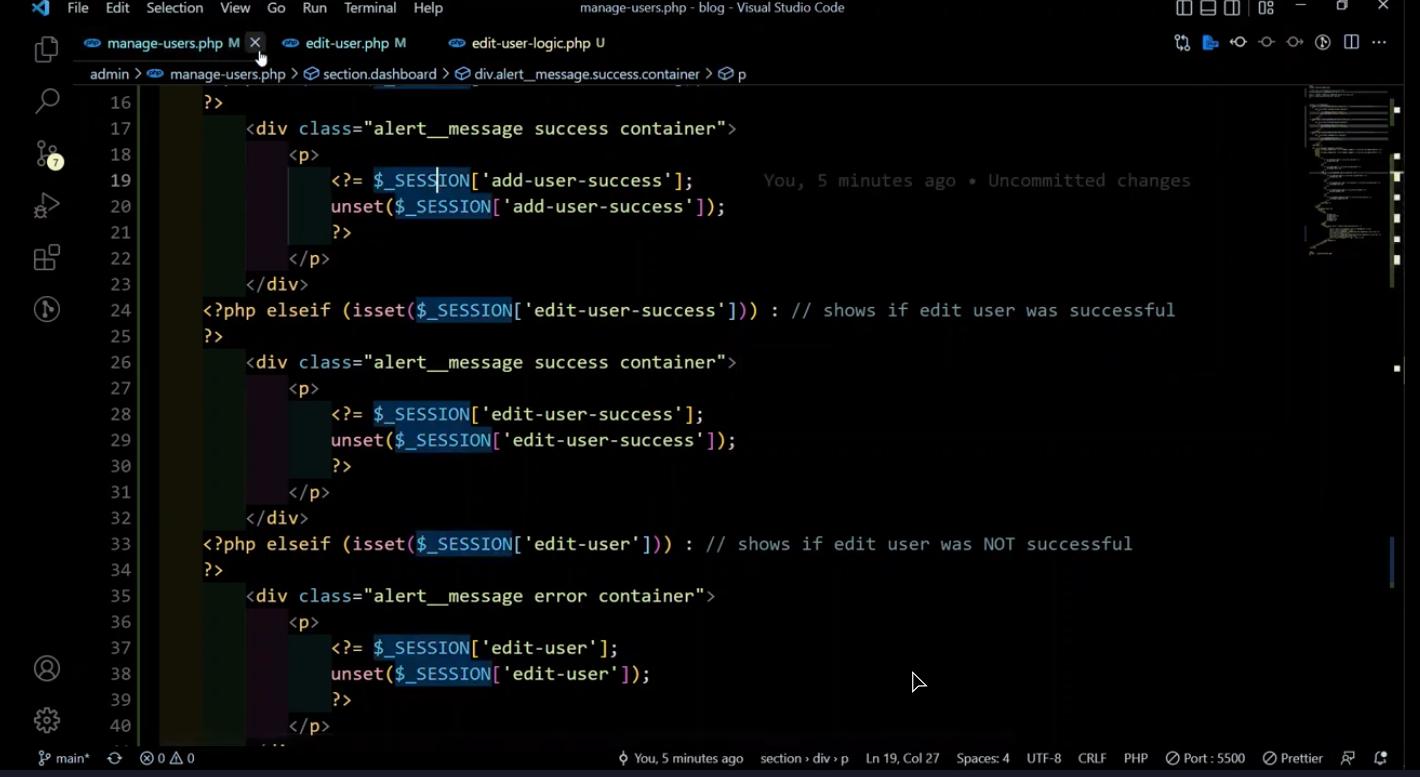 File Edit Selection View Go Run Terminal Help manage-users.php - blog - Visual Studio Code
manage-users.php M edit-user.php M edit-user-logic.php U
admin > manage-users.php > section.dashboard > div.alert__message.success.container > p
16 ?>
17 <div class="alert__message success container">
18 <p>
19 <?= $_SESSION['add-user-success']; You, 5 minutes ago • Uncommitted changes
20 unset($_SESSION['add-user-success']);
21 ?>
22 </p>
23 </div>
24 <?php elseif (isset($_SESSION['edit-user-success'])) : // shows if edit user was successful
25 ?>
26 <div class="alert__message success container">
27 <p>
28 <?= $_SESSION['edit-user-success'];
29 unset($_SESSION['edit-user-success']);
30 ?>
31 </p>
32 </div>
33 <?php elseif (isset($_SESSION['edit-user'])) : // shows if edit user was NOT successful
34 ?>
35 <div class="alert__message error container">
36 <p>
37 <?= $_SESSION['edit-user'];
38 unset($_SESSION['edit-user']);
39 ?>
40 </p>
7
main* 0 0 You, 5 minutes ago section › div › p Ln 19, Col 27 Spaces: 4 UTF-8 CRLF PHP Port : 5500 Prettier